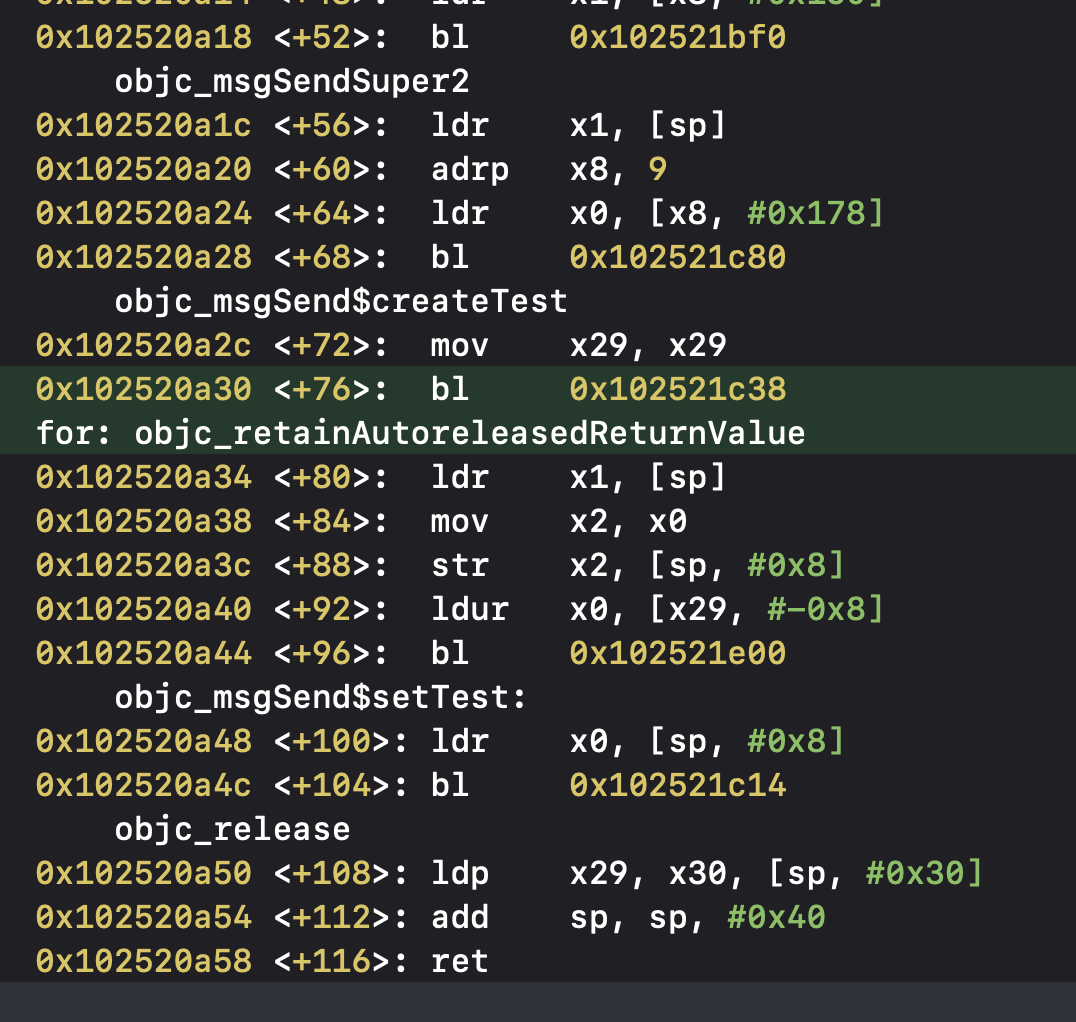 0x102520a18 <+52>: bl 0x102521bf0
objc_msgSendSuper2
0x102520a1c <+56>: ldr x1, [sp]
0x102520a20 <+60>: adrp x8, 9
0x102520a24 <+64>: ldr x0, [x8, #0x178]
0x102520a28 <+68>: bl 0x102521c80
objc_msgSend$createTest
0x102520a2c <+72>: mov x29, x29
0x102520a30 <+76>: bl 0x102521c38
for: objc_retainAutoreleasedReturnValue
0x102520a34 <+80>: ldr x1, [sp]
0x102520a38 <+84>: mov x2, x0
0x102520a3c <+88>: str x2, [sp, #0x8]
0x102520a40 <+92>: ldur x0, [x29, #-0x8]
0x102520a44 <+96>: bl 0x102521e00
objc_msgSend$setTest:
0x102520a48 <+100>: ldr x0, [sp, #0x8]
0x102520a4c <+104>: bl 0x102521c14
objc_release
0x102520a50 <+108>: ldp x29, x30, [sp, #0x30]
0x102520a54 <+112>: add sp, sp, #0x40
0x102520a58 <+116>: ret